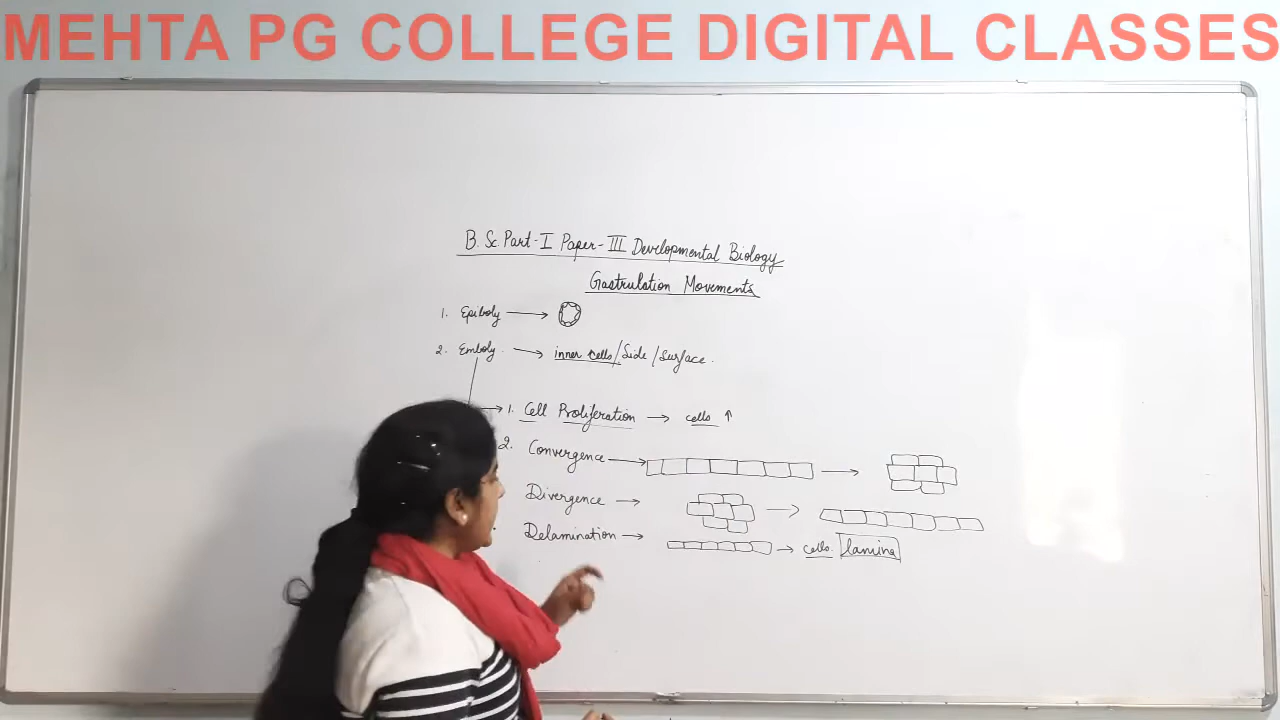 MEHTA PG COLLEGE DIGITAL CLASSES
B. Sc. Part-I Paper-III Developmental Biology
Gastrulation Movements
1. Epiboly
2. Emboly inner cells/Side/Surface.
1. Cell Proliferation → cells ↑
2. Convergence
Divergence
Delamination → cells. lamina